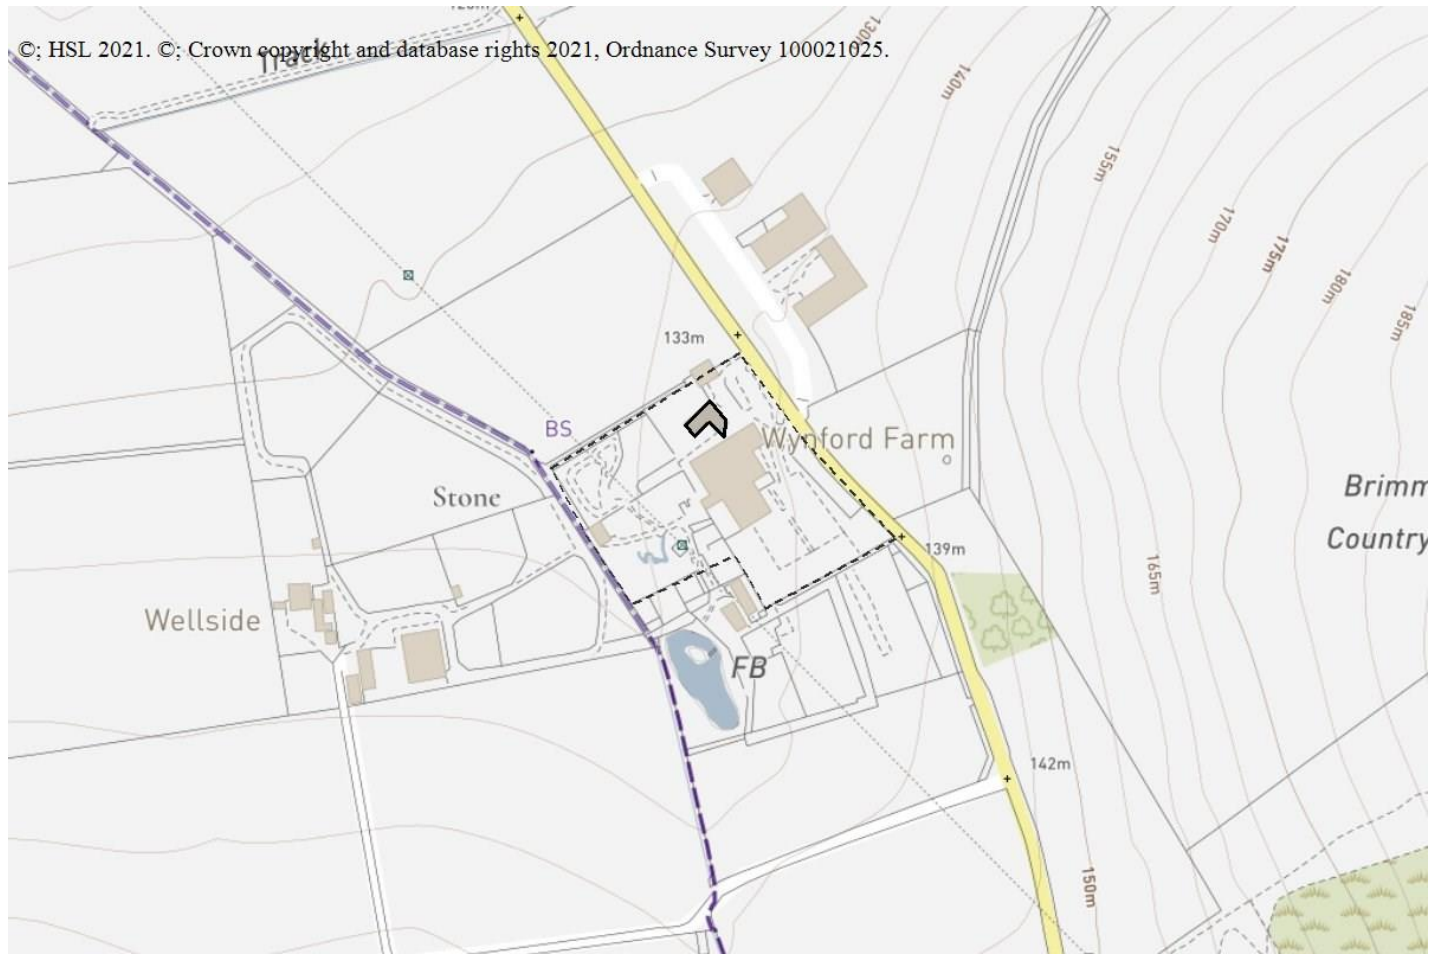 ©; HSL 2021. ©; Crown copyright and database rights 2021, Ordnance Survey 100021025.
Track
130m
140m
155m
170m
175m
180m
185m
133m
BS
Wynford Farm
Stone
Brimm
Country
139m
165m
Wellside
FB
142m
150m